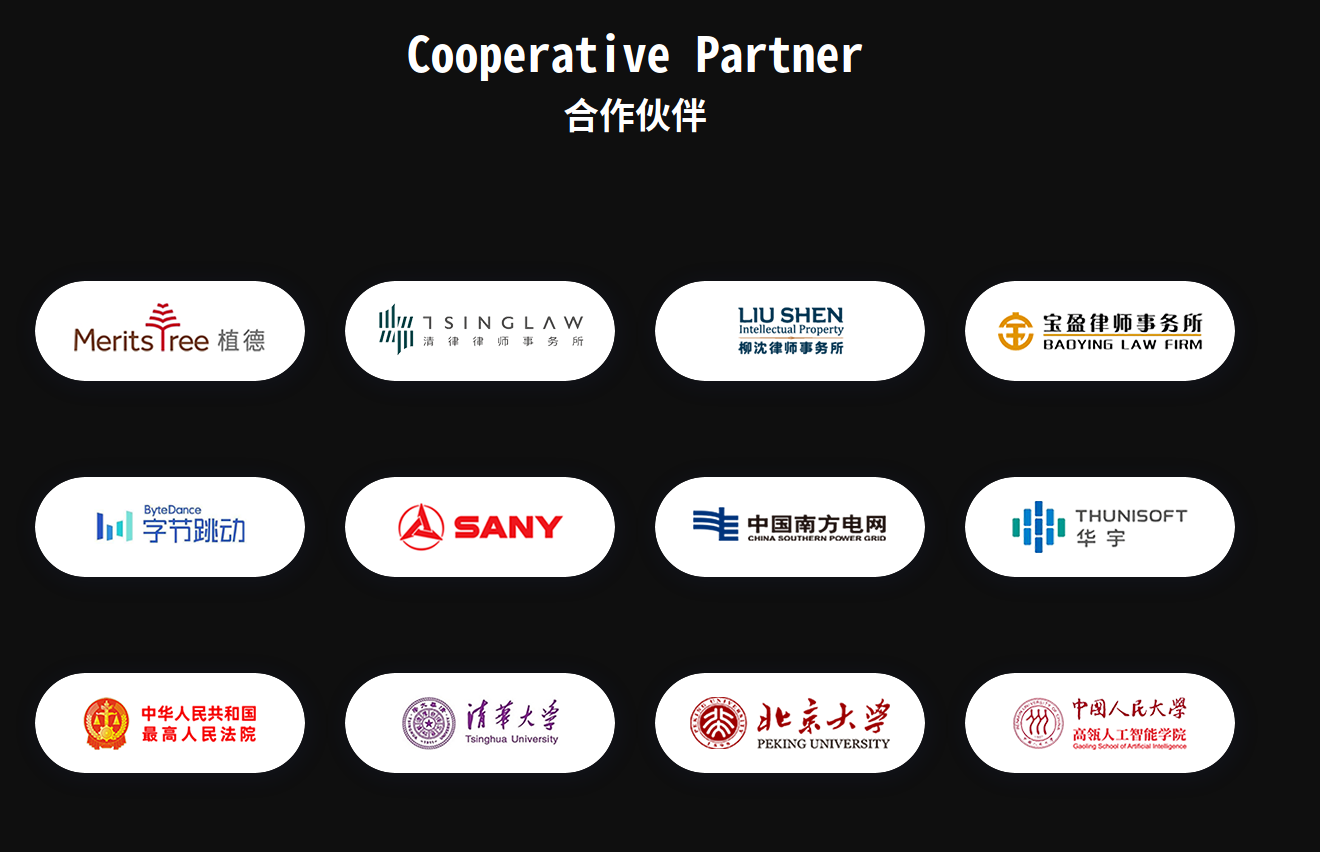 Cooperative Partner
合作伙伴
MeritsTree 植德
TSINGLAW
清律律师事务所
LIU SHEN
Intellectual Property
柳沈律师事务所
宝盈律师事务所
BAOYING LAW FIRM
ByteDance
字节跳动
SANY
中国南方电网
CHINA SOUTHERN POWER GRID
THUNISOFT
华宇
中华人民共和国
最高人民法院
清華大学
Tsinghua University
北京大学
PEKING UNIVERSITY
中国人民大學
高瓴人工智能学院
Gaoling School of Artificial Intelligence